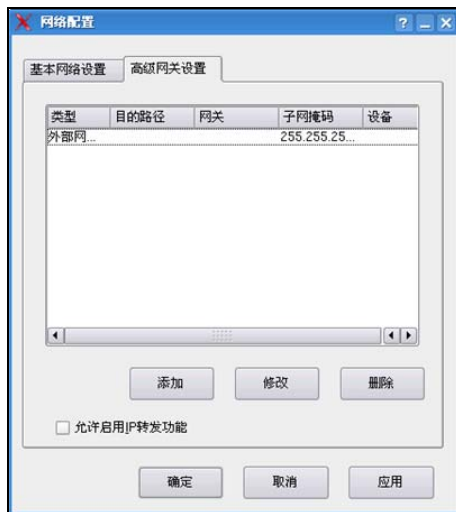 网络配置
基本网络设置 高级网关设置
类型 目的路径 网关 子网掩码 设备
外部网... 255.255.25...
添加 修改 删除
允许启用IP转发功能
确定 取消 应用